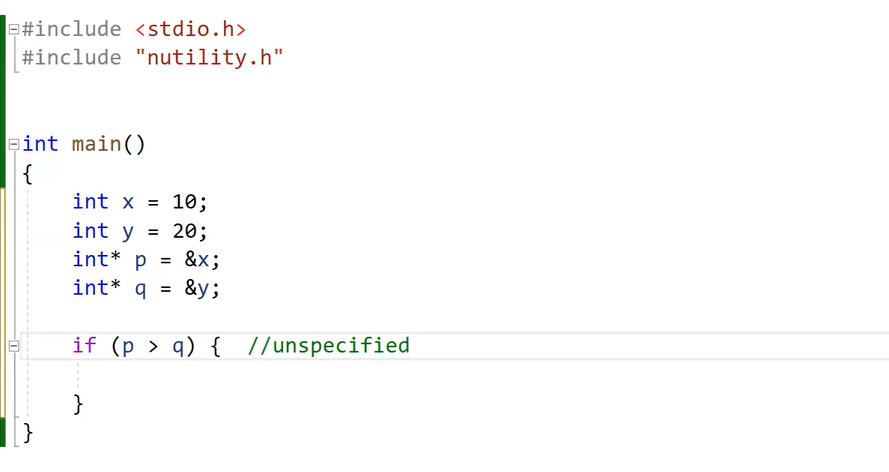 #include <stdio.h>
#include "nutility.h"
int main()
{
int x = 10;
int y = 20;
int* p = &x;
int* q = &y;
if (p > q) {  //unspecified
}
}